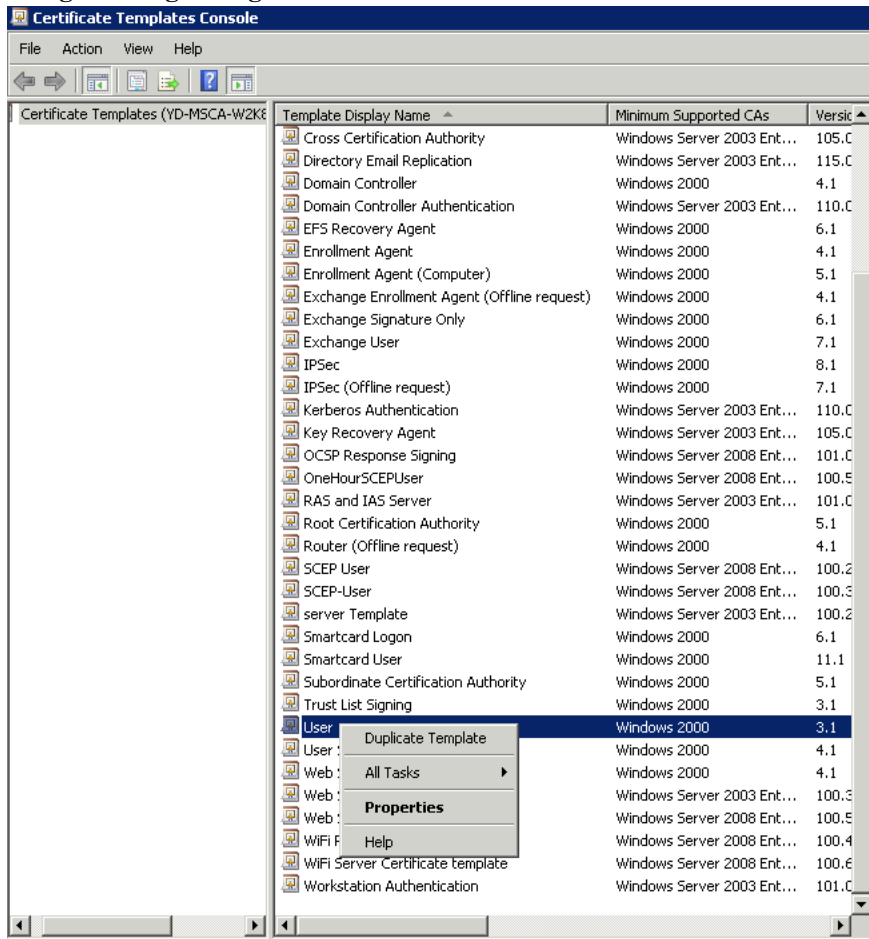 Certificate Templates Console
File Action View Help
Certificate Templates (YD-MSCA-W2K8
Template Display Name Minimum Supported CAs Versio
Cross Certification Authority Windows Server 2003 Ent... 105.0
Directory Email Replication Windows Server 2003 Ent... 115.0
Domain Controller Windows 2000 4.1
Domain Controller Authentication Windows Server 2003 Ent... 110.0
EFS Recovery Agent Windows 2000 6.1
Enrollment Agent Windows 2000 4.1
Enrollment Agent (Computer) Windows 2000 5.1
Exchange Enrollment Agent (Offline request) Windows 2000 4.1
Exchange Signature Only Windows 2000 6.1
Exchange User Windows 2000 7.1
IPSec Windows 2000 8.1
IPSec (Offline request) Windows 2000 7.1
Kerberos Authentication Windows Server 2003 Ent... 110.0
Key Recovery Agent Windows Server 2003 Ent... 105.0
OCSP Response Signing Windows Server 2008 Ent... 101.0
OneHourSCEPUser Windows Server 2008 Ent... 100.5
RAS and IAS Server Windows Server 2003 Ent... 101.0
Root Certification Authority Windows 2000 5.1
Router (Offline request) Windows 2000 4.1
SCEP User Windows Server 2008 Ent... 100.2
SCEP-User Windows Server 2008 Ent... 100.3
server Template Windows Server 2003 Ent... 100.2
Smartcard Logon Windows 2000 6.1
Smartcard User Windows 2000 11.1
Subordinate Certification Authority Windows 2000 5.1
Trust List Signing Windows 2000 3.1
User Windows 2000 3.1
Duplicate Template
User Windows 2000 4.1
Web Windows 2000 4.1
All Tasks
Web Windows Server 2003 Ent... 100.3
Properties
Web Windows Server 2008 Ent... 100.5
WiFi Windows Server 2008 Ent... 100.4
Help
WiFi Server Certificate template Windows Server 2008 Ent... 100.6
Workstation Authentication Windows Server 2003 Ent... 101.0